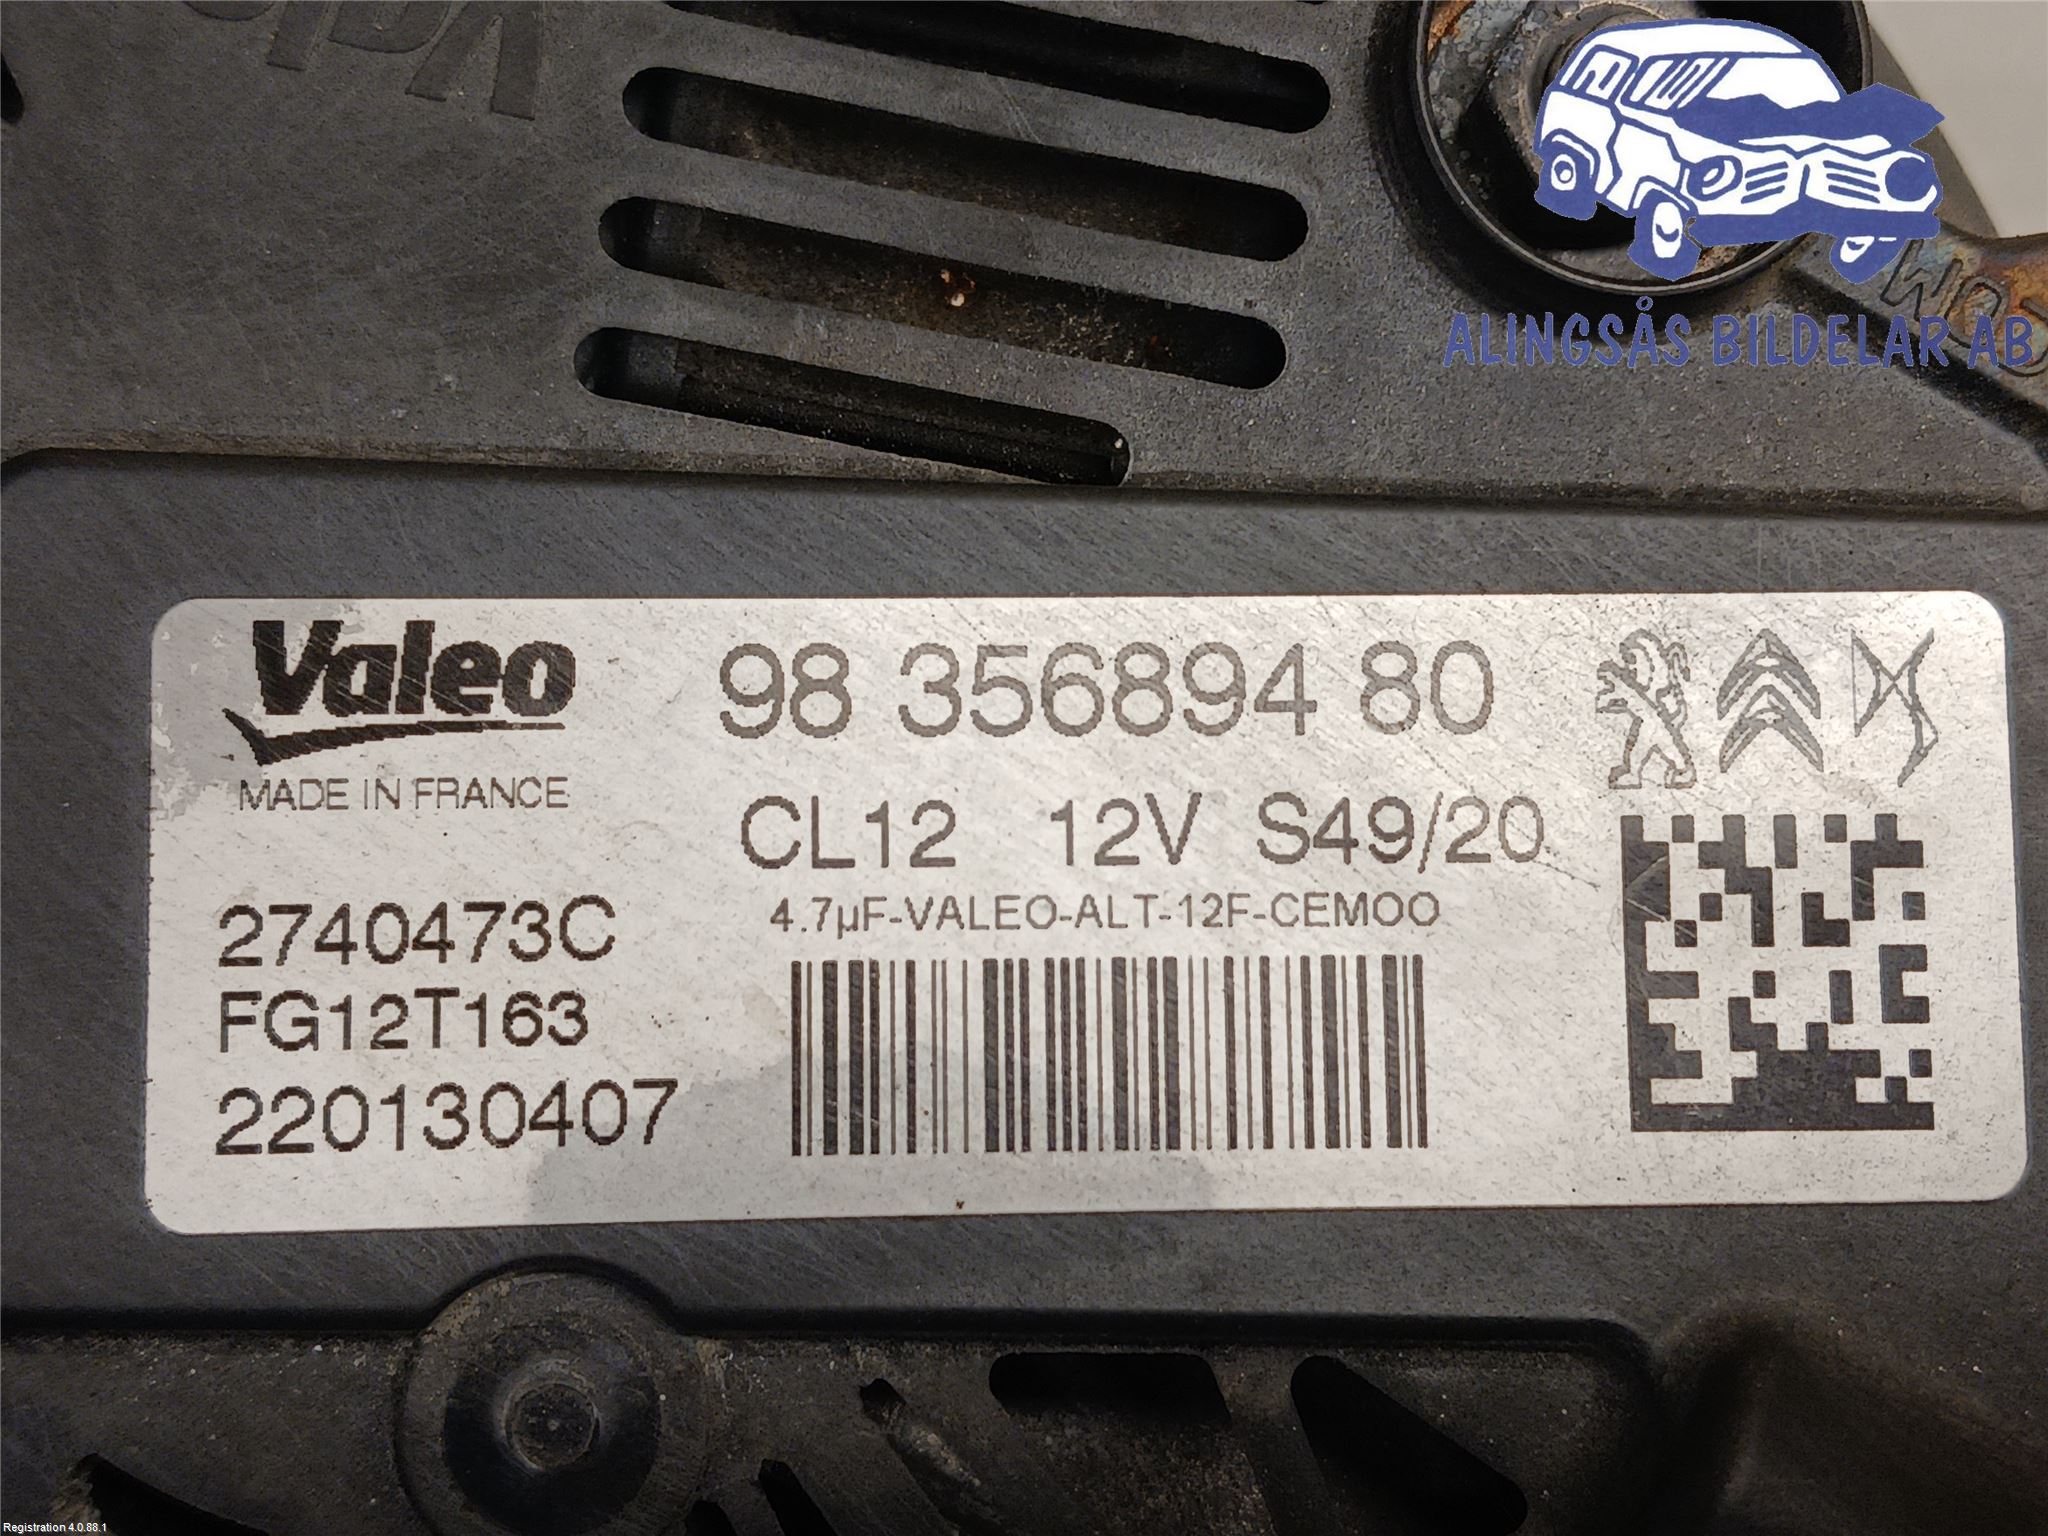 ALINGSÅS BILDELAR AB
Valeo
MADE IN FRANCE
98 356894 80
CL12 12V S49/20
4.7µF-VALEO-ALT-12F-CEMOO
2740473C
FG12T163
220130407
Registration 4.0.88.1